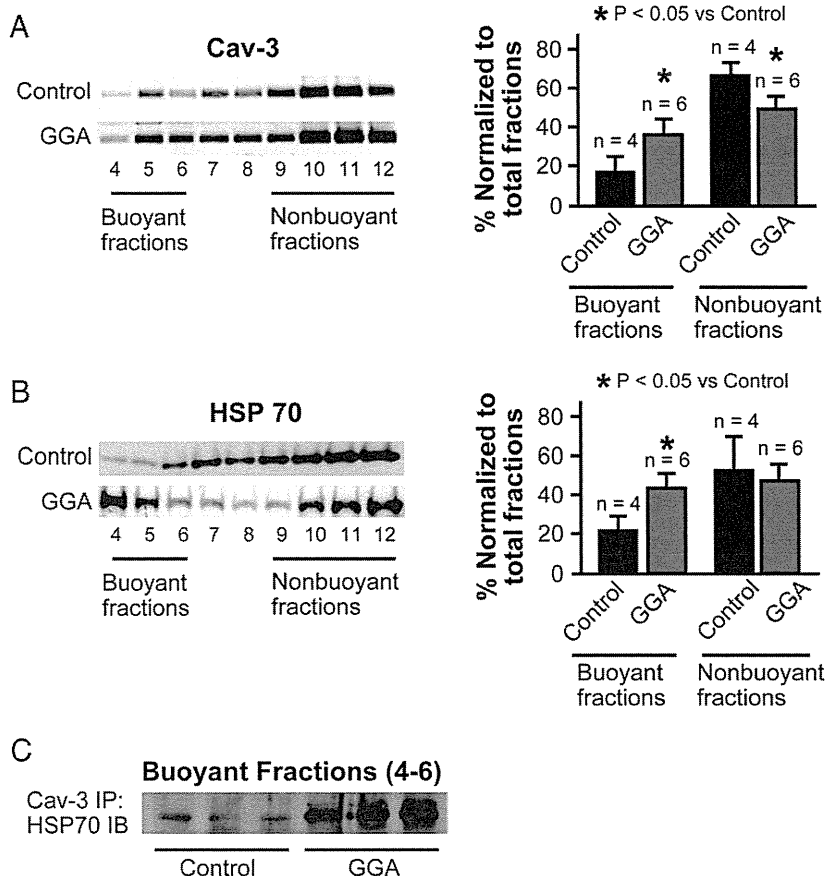 A
Cav-3
Control
GGA
4 5 6 7 8 9 10 11 12
Buoyant
fractions
Nonbuoyant
fractions
* P < 0.05 vs Control
% Normalized to
total fractions
80
60
40
20
0
n = 4
*
n = 6
n = 4
*
n = 6
Control
GGA
Control
GGA
Buoyant
fractions
Nonbuoyant
fractions
B
HSP 70
Control
GGA
4 5 6 7 8 9 10 11 12
Buoyant
fractions
Nonbuoyant
fractions
* P < 0.05 vs Control
% Normalized to
total fractions
80
60
40
20
0
n = 4
*
n = 6
n = 4
n = 6
Control
GGA
Control
GGA
Buoyant
fractions
Nonbuoyant
fractions
C
Buoyant Fractions (4-6)
Cav-3 IP:
HSP70 IB
Control
GGA